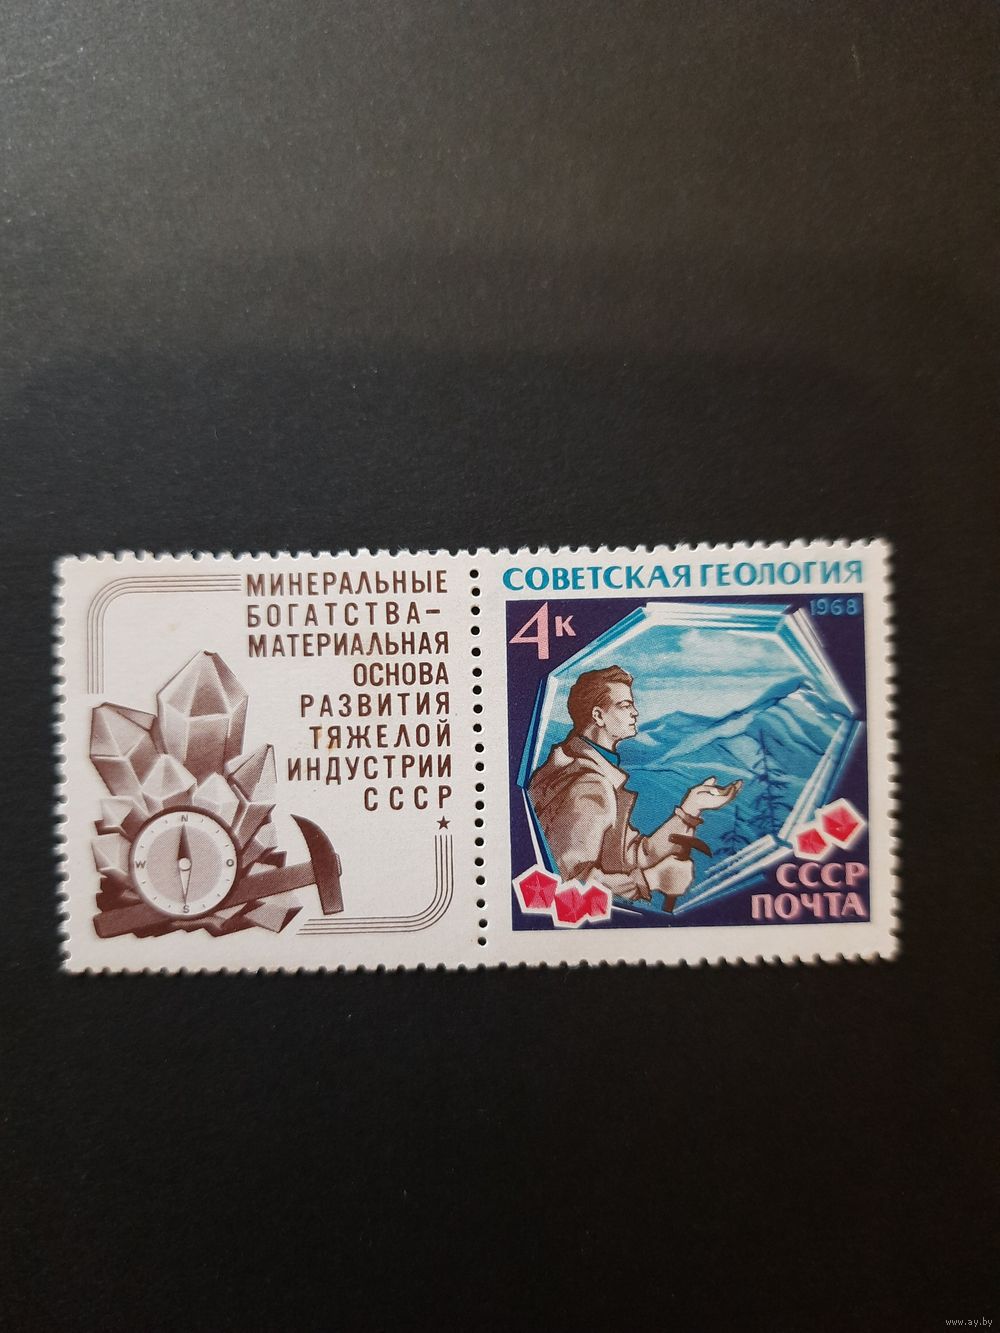 МИНЕРАЛЬНЫЕ
БОГАТСТВА-
МАТЕРИАЛЬНАЯ
ОСНОВА
РАЗВИТИЯ
ТЯЖЕЛОЙ
ИНДУСТРИИ
СССР
N
W O
S
СОВЕТСКАЯ ГЕОЛОГИЯ
1968
4К
СССР
ПОЧТА
www.ay.by